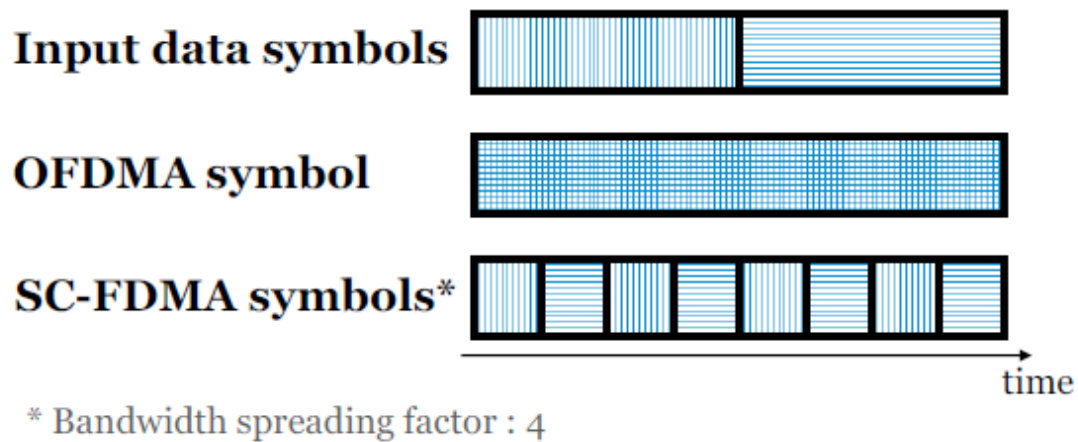 Input data symbols
OFDMA symbol
SC-FDMA symbols*
time
* Bandwidth spreading factor : 4